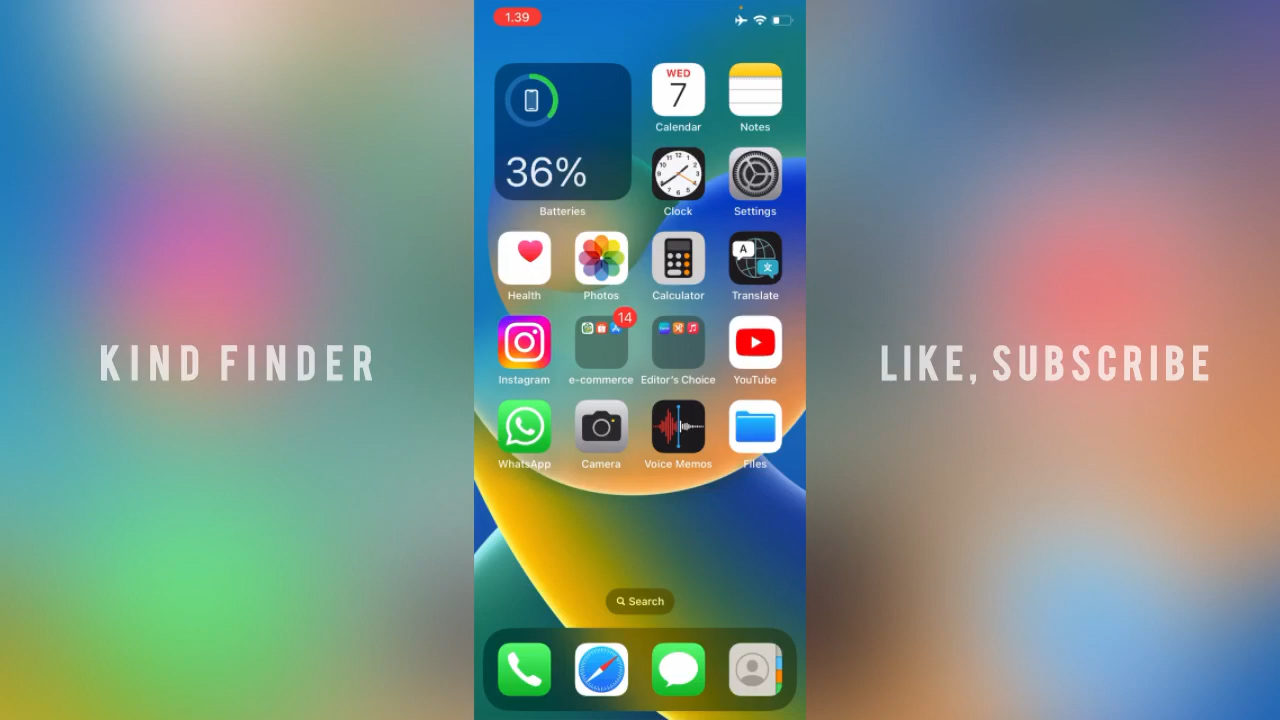 1.39
WED
7
Calendar
Notes
36%
Batteries
Clock
Settings
A
文
Health
Photos
Calculator
Translate
14
Instagram
e-commerce
Editor's Choice
YouTube
KIND FINDER
LIKE, SUBSCRIBE
WhatsApp
Camera
Voice Memos
Files
Search